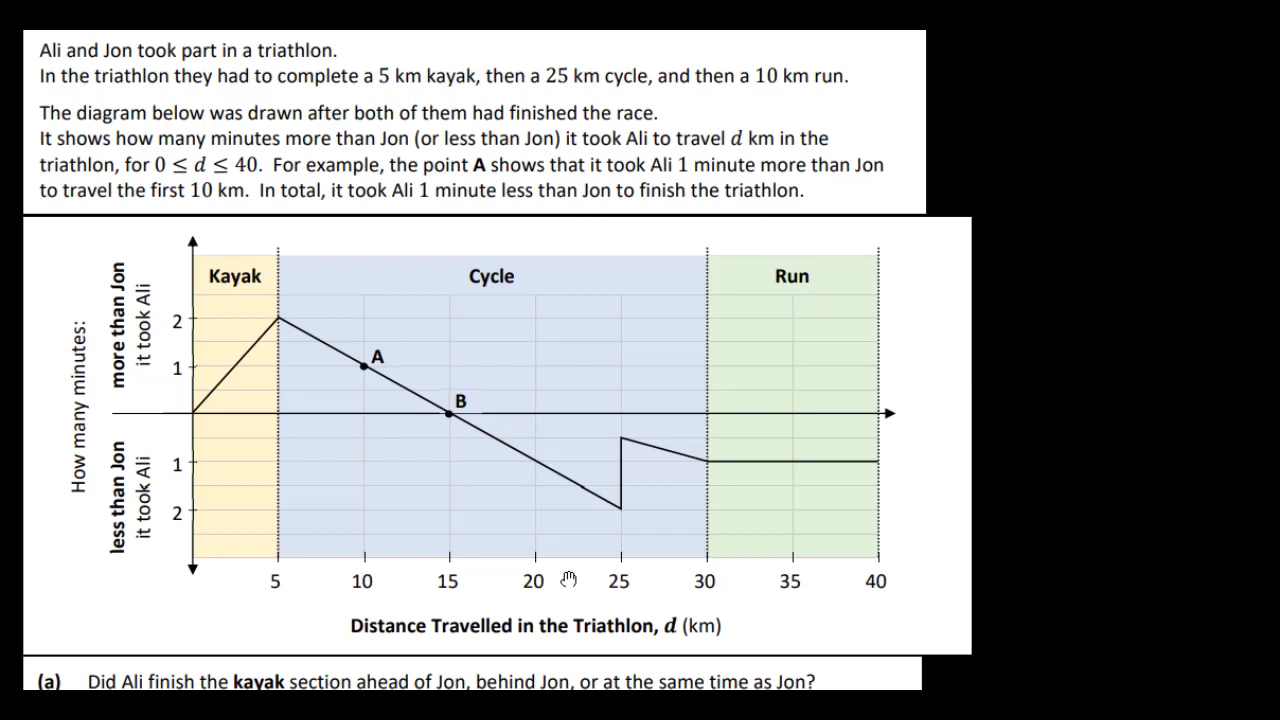 Ali and Jon took part in a triathlon.
In the triathlon they had to complete a 5 km kayak, then a 25 km cycle, and then a 10 km run.
The diagram below was drawn after both of them had finished the race.
It shows how many minutes more than Jon (or less than Jon) it took Ali to travel d km in the
triathlon, for 0 ≤ d ≤ 40. For example, the point A shows that it took Ali 1 minute more than Jon
to travel the first 10 km. In total, it took Ali 1 minute less than Jon to finish the triathlon.
How many minutes:
more than Jon
it took Ali
less than Jon
it took Ali
Kayak Cycle Run
2
1
1
2
A
B
5 10 15 20 25 30 35 40
Distance Travelled in the Triathlon, d (km)
(a) Did Ali finish the kayak section ahead of Jon, behind Jon, or at the same time as Jon?